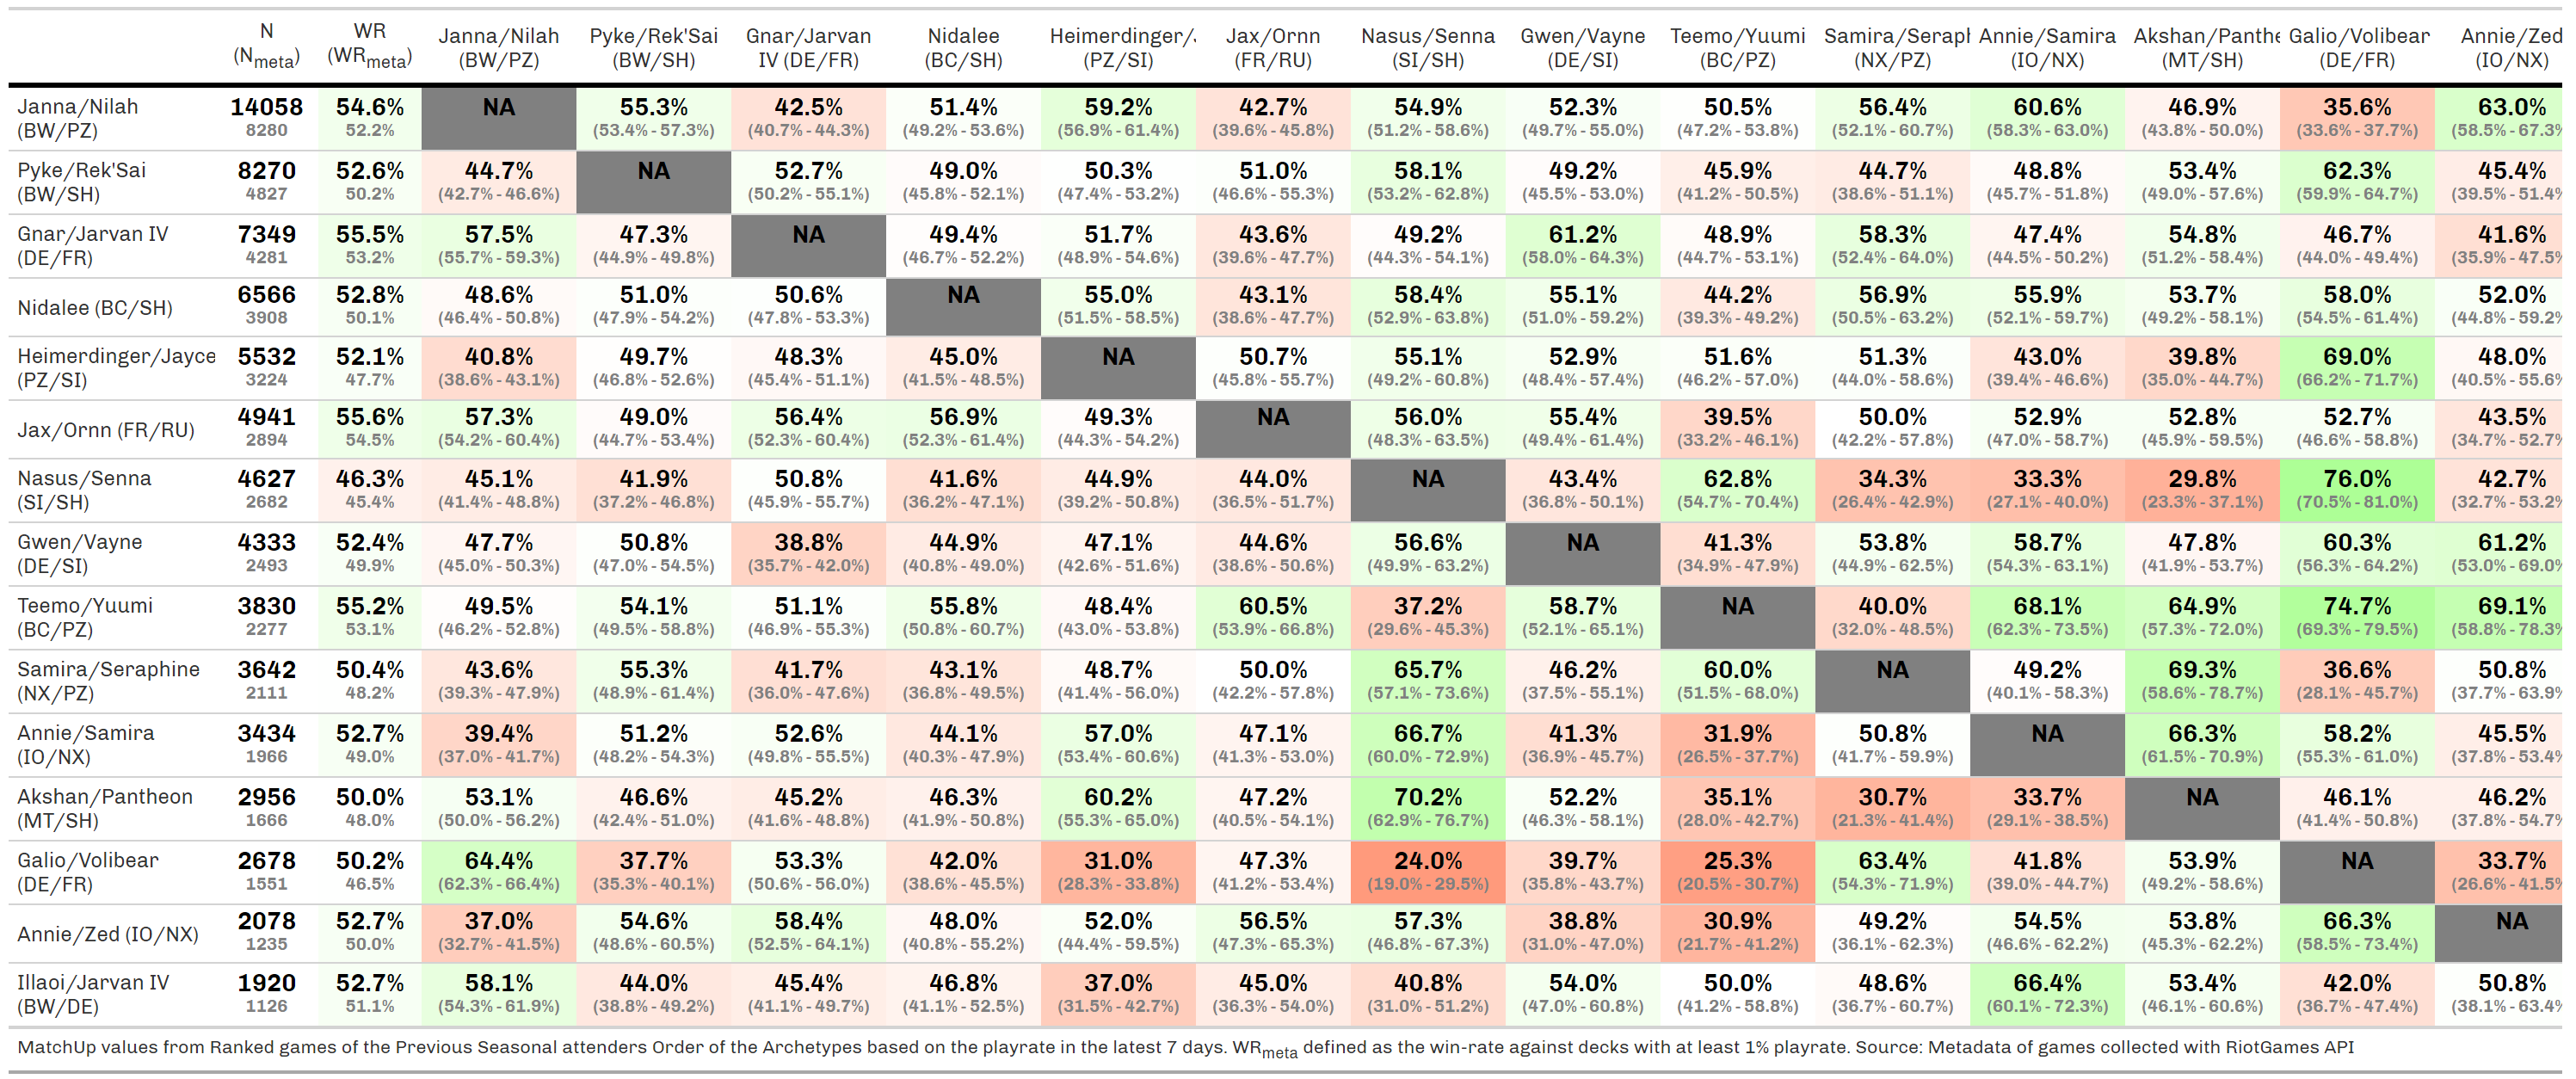 N WR Janna/Nilah Pyke/Rek'Sai Gnar/Jarvan Nidalee Heimerdinger/J Jax/Ornn Nasus/Senna Gwen/Vayne Teemo/Yuumi Samira/Seraph Annie/Samira Akshan/Panthe Galio/Volibear Annie/Zed
(Nmeta) (WRmeta) (BW/PZ) (BW/SH) IV (DE/FR) (BC/SH) (PZ/SI) (FR/RU) (SI/SH) (DE/SI) (BC/PZ) (NX/PZ) (IO/NX) (MT/SH) (DE/FR) (IO/NX)
Janna/Nilah 14058 54.6% NA 55.3% 42.5% 51.4% 59.2% 42.7% 54.9% 52.3% 50.5% 56.4% 60.6% 46.9% 35.6% 63.0%
(BW/PZ) 8280 52.2% (53.4% - 57.3%) (40.7% - 44.3%) (49.2% - 53.6%) (56.9% - 61.4%) (39.6% - 45.8%) (51.2% - 58.6%) (49.7% - 55.0%) (47.2% - 53.8%) (52.1% - 60.7%) (58.3% - 63.0%) (43.8% - 50.0%) (33.6% - 37.7%) (58.5% - 67.3%
Pyke/Rek'Sai 8270 52.6% 44.7% NA 52.7% 49.0% 50.3% 51.0% 58.1% 49.2% 45.9% 44.7% 48.8% 53.4% 62.3% 45.4%
(BW/SH) 4827 50.2% (42.7% - 46.6%) (50.2% - 55.1%) (45.8% - 52.1%) (47.4% - 53.2%) (46.6% - 55.3%) (53.2% - 62.8%) (45.5% - 53.0%) (41.2% - 50.5%) (38.6% - 51.1%) (45.7% - 51.8%) (49.0% - 57.6%) (59.9% - 64.7%) (39.5% - 51.4%
Gnar/Jarvan IV 7349 55.5% 57.5% 47.3% NA 49.4% 51.7% 43.6% 49.2% 61.2% 48.9% 58.3% 47.4% 54.8% 46.7% 41.6%
(DE/FR) 4281 53.2% (55.7% - 59.3%) (44.9% - 49.8%) (46.7% - 52.2%) (48.9% - 54.6%) (39.6% - 47.7%) (44.3% - 54.1%) (58.0% - 64.3%) (44.7% - 53.1%) (52.4% - 64.0%) (44.5% - 50.2%) (51.2% - 58.4%) (44.0% - 49.4%) (35.9% - 47.5%
Nidalee (BC/SH) 6566 52.8% 48.6% 51.0% 50.6% NA 55.0% 43.1% 58.4% 55.1% 44.2% 56.9% 55.9% 53.7% 58.0% 52.0%
3908 50.1% (46.4% - 50.8%) (47.9% - 54.2%) (47.8% - 53.3%) (51.5% - 58.5%) (38.6% - 47.7%) (52.9% - 63.8%) (51.0% - 59.2%) (39.3% - 49.2%) (50.5% - 63.2%) (52.1% - 59.7%) (49.2% - 58.1%) (54.5% - 61.4%) (44.8% - 59.2%
Heimerdinger/Jayce 5532 52.1% 40.8% 49.7% 48.3% 45.0% NA 50.7% 55.1% 52.9% 51.6% 51.3% 43.0% 39.8% 69.0% 48.0%
(PZ/SI) 3224 47.7% (38.6% - 43.1%) (46.8% - 52.6%) (45.4% - 51.1%) (41.5% - 48.5%) (45.8% - 55.7%) (49.2% - 60.8%) (48.4% - 57.4%) (46.2% - 57.0%) (44.0% - 58.6%) (39.4% - 46.6%) (35.0% - 44.7%) (66.2% - 71.7%) (40.5% - 55.6%
Jax/Ornn (FR/RU) 4941 55.6% 57.3% 49.0% 56.4% 56.9% 49.3% NA 56.0% 55.4% 39.5% 50.0% 52.9% 52.8% 52.7% 43.5%
2894 54.5% (54.2% - 60.4%) (44.7% - 53.4%) (52.3% - 60.4%) (52.3% - 61.4%) (44.3% - 54.2%) (48.3% - 63.5%) (49.4% - 61.4%) (33.2% - 46.1%) (42.2% - 57.8%) (47.0% - 58.7%) (45.9% - 59.5%) (46.6% - 58.8%) (34.7% - 52.7%
Nasus/Senna 4627 46.3% 45.1% 41.9% 50.8% 41.6% 44.9% 44.0% NA 43.4% 62.8% 34.3% 33.3% 29.8% 76.0% 42.7%
(SI/SH) 2682 45.4% (41.4% - 48.8%) (37.2% - 46.8%) (45.9% - 55.7%) (36.2% - 47.1%) (39.2% - 50.8%) (36.5% - 51.7%) (36.8% - 50.1%) (54.7% - 70.4%) (26.4% - 42.9%) (27.1% - 40.0%) (23.3% - 37.1%) (70.5% - 81.0%) (32.7% - 53.2%
Gwen/Vayne 4333 52.4% 47.7% 50.8% 38.8% 44.9% 47.1% 44.6% 56.6% NA 41.3% 53.8% 58.7% 47.8% 60.3% 61.2%
(DE/SI) 2493 49.9% (45.0% - 50.3%) (47.0% - 54.5%) (35.7% - 42.0%) (40.8% - 49.0%) (42.6% - 51.6%) (38.6% - 50.6%) (49.9% - 63.2%) (34.9% - 47.9%) (44.9% - 62.5%) (54.3% - 63.1%) (41.9% - 53.7%) (56.3% - 64.2%) (53.0% - 69.0%
Teemo/Yuumi 3830 55.2% 49.5% 54.1% 51.1% 55.8% 48.4% 60.5% 37.2% 58.7% NA 40.0% 68.1% 64.9% 74.7% 69.1%
(BC/PZ) 2277 53.1% (46.2% - 52.8%) (49.5% - 58.8%) (46.9% - 55.3%) (50.8% - 60.7%) (43.0% - 53.8%) (53.9% - 66.8%) (29.6% - 45.3%) (52.1% - 65.1%) (32.0% - 48.5%) (62.3% - 73.5%) (57.3% - 72.0%) (69.3% - 79.5%) (58.8% - 78.3%
Samira/Seraphine 3642 50.4% 43.6% 55.3% 41.7% 43.1% 48.7% 50.0% 65.7% 46.2% 60.0% NA 49.2% 69.3% 36.6% 50.8%
(NX/PZ) 2111 48.2% (39.3% - 47.9%) (48.9% - 61.4%) (36.0% - 47.6%) (36.8% - 49.5%) (41.4% - 56.0%) (42.2% - 57.8%) (57.1% - 73.6%) (37.5% - 55.1%) (51.5% - 68.0%) (40.1% - 58.3%) (58.6% - 78.7%) (28.1% - 45.7%) (37.7% - 63.9%
Annie/Samira 3434 52.7% 39.4% 51.2% 52.6% 44.1% 57.0% 47.1% 66.7% 41.3% 31.9% 50.8% NA 66.3% 58.2% 45.5%
(IO/NX) 1966 49.0% (37.0% - 41.7%) (48.2% - 54.3%) (49.8% - 55.5%) (40.3% - 47.9%) (53.4% - 60.6%) (41.3% - 53.0%) (60.0% - 72.9%) (36.9% - 45.7%) (26.5% - 37.7%) (41.7% - 59.9%) (61.5% - 70.9%) (55.3% - 61.0%) (37.8% - 53.4%
Akshan/Pantheon 2956 50.0% 53.1% 46.6% 45.2% 46.3% 60.2% 47.2% 70.2% 52.2% 35.1% 30.7% 33.7% NA 46.1% 46.2%
(MT/SH) 1666 48.0% (50.0% - 56.2%) (42.4% - 51.0%) (41.6% - 48.8%) (41.9% - 50.8%) (55.3% - 65.0%) (40.5% - 54.1%) (62.9% - 76.7%) (46.3% - 58.1%) (28.0% - 42.7%) (21.3% - 41.4%) (29.1% - 38.5%) (41.4% - 50.8%) (37.8% - 54.7%
Galio/Volibear 2678 50.2% 64.4% 37.7% 53.3% 42.0% 31.0% 47.3% 24.0% 39.7% 25.3% 63.4% 41.8% 53.9% NA 33.7%
(DE/FR) 1551 46.5% (62.3% - 66.4%) (35.3% - 40.1%) (50.6% - 56.0%) (38.6% - 45.5%) (28.3% - 33.8%) (41.2% - 53.4%) (19.0% - 29.5%) (35.8% - 43.7%) (20.5% - 30.7%) (54.3% - 71.9%) (39.0% - 44.7%) (49.2% - 58.6%) (26.6% - 41.5%
Annie/Zed (IO/NX) 2078 52.7% 37.0% 54.6% 58.4% 48.0% 52.0% 56.5% 57.3% 38.8% 30.9% 49.2% 54.5% 53.8% 66.3% NA
1235 50.0% (32.7% - 41.5%) (48.6% - 60.5%) (52.5% - 64.1%) (40.8% - 55.2%) (44.4% - 59.5%) (47.3% - 65.3%) (46.8% - 67.3%) (31.0% - 47.0%) (21.7% - 41.2%) (36.1% - 62.3%) (46.6% - 62.2%) (45.3% - 62.2%) (58.5% - 73.4%)
Illaoi/Jarvan IV 1920 52.7% 58.1% 44.0% 45.4% 46.8% 37.0% 45.0% 40.8% 54.0% 50.0% 48.6% 66.4% 53.4% 42.0% 50.8%
(BW/DE) 1126 51.1% (54.3% - 61.9%) (38.8% - 49.2%) (41.1% - 49.7%) (41.1% - 52.5%) (31.5% - 42.7%) (36.3% - 54.0%) (31.0% - 51.2%) (47.0% - 60.8%) (41.2% - 58.8%) (36.7% - 60.7%) (60.1% - 72.3%) (46.1% - 60.6%) (36.7% - 47.4%) (38.1% - 63.4%
MatchUp values from Ranked games of the Previous Seasonal attenders Order of the Archetypes based on the playrate in the latest 7 days. WRmeta defined as the win-rate against decks with at least 1% playrate. Source: Metadata of games collected with RiotGames API